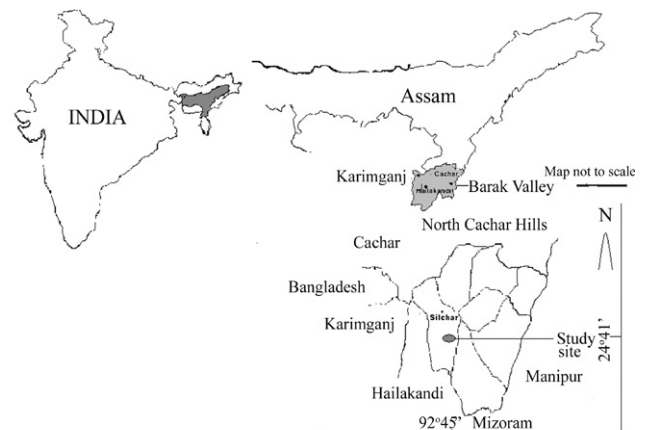 INDIA
Assam
Karimganj
Cachar
Hailakandi
Barak Valley
Map not to scale
North Cachar Hills
N
Cachar
Bangladesh
Karimganj
Silchar
Study
site
24°41'
Manipur
Hailakandi
92°45'
Mizoram